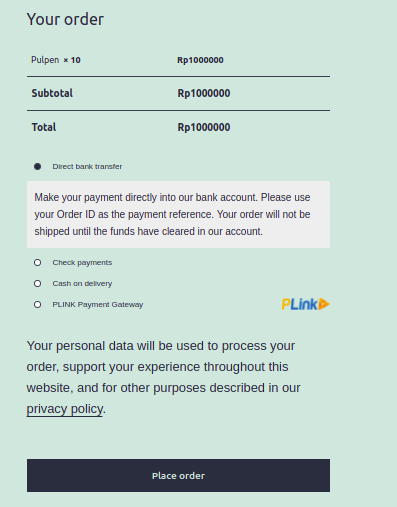 Your order
Pulpen × 10 Rp1000000
Subtotal Rp1000000
Total Rp1000000
Direct bank transfer
Make your payment directly into our bank account. Please use
your Order ID as the payment reference. Your order will not be
shipped until the funds have cleared in our account.
Check payments
Cash on delivery
PLINK Payment Gateway PLink
Your personal data will be used to process your
order, support your experience throughout this
website, and for other purposes described in our
privacy policy.
Place order